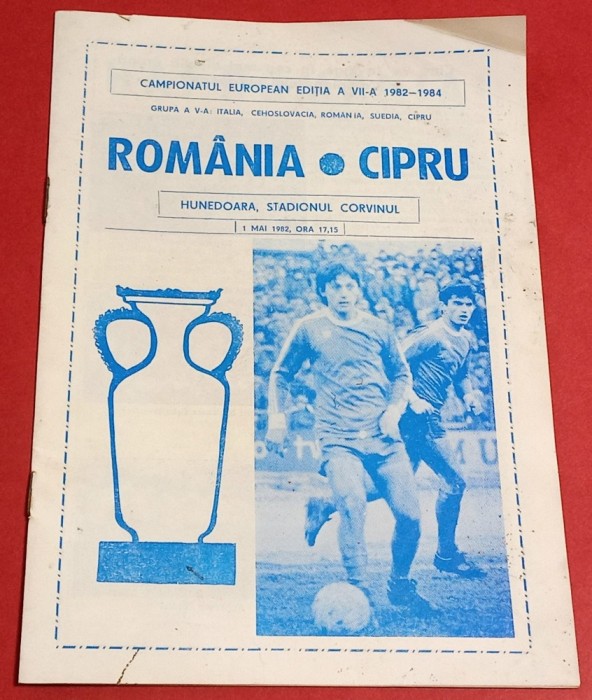 CAMPIONATUL EUROPEAN EDIȚIA A VII-A 1982–1984
GRUPA A V-A: ITALIA, CEHOSLOVACIA, ROMÂNIA, SUEDIA, CIPRU
ROMÂNIA ● CIPRU
HUNEDOARA, STADIONUL CORVINUL
1 MAI 1982, ORA 17,15